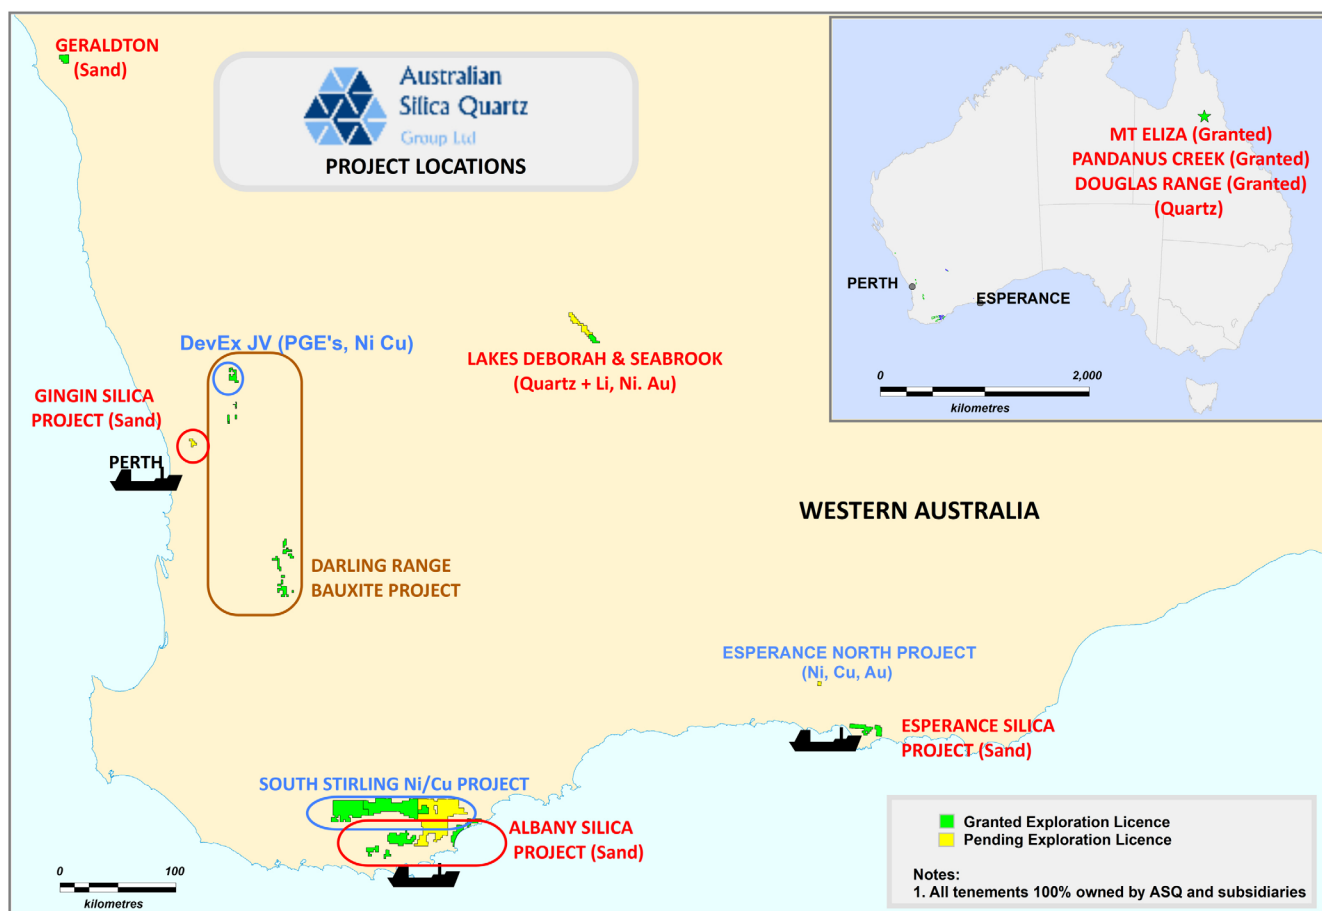 GERALDTON
(Sand)
Australian
Silica Quartz
Group Ltd
PROJECT LOCATIONS
MT ELIZA (Granted)
PANDANUS CREEK (Granted)
DOUGLAS RANGE (Granted)
(Quartz)
PERTH
ESPERANCE
0 2,000
kilometres
DevEx JV (PGE's, Ni Cu)
LAKES DEBORAH & SEABROOK
(Quartz + Li, Ni. Au)
GINGIN SILICA
PROJECT (Sand)
PERTH
WESTERN AUSTRALIA
DARLING RANGE
BAUXITE PROJECT
ESPERANCE NORTH PROJECT
(Ni, Cu, Au)
ESPERANCE SILICA
PROJECT (Sand)
SOUTH STIRLING Ni/Cu PROJECT
ALBANY SILICA
PROJECT (Sand)
0 100
kilometres
Granted Exploration Licence
Pending Exploration Licence
Notes:
1. All tenements 100% owned by ASQ and subsidiaries